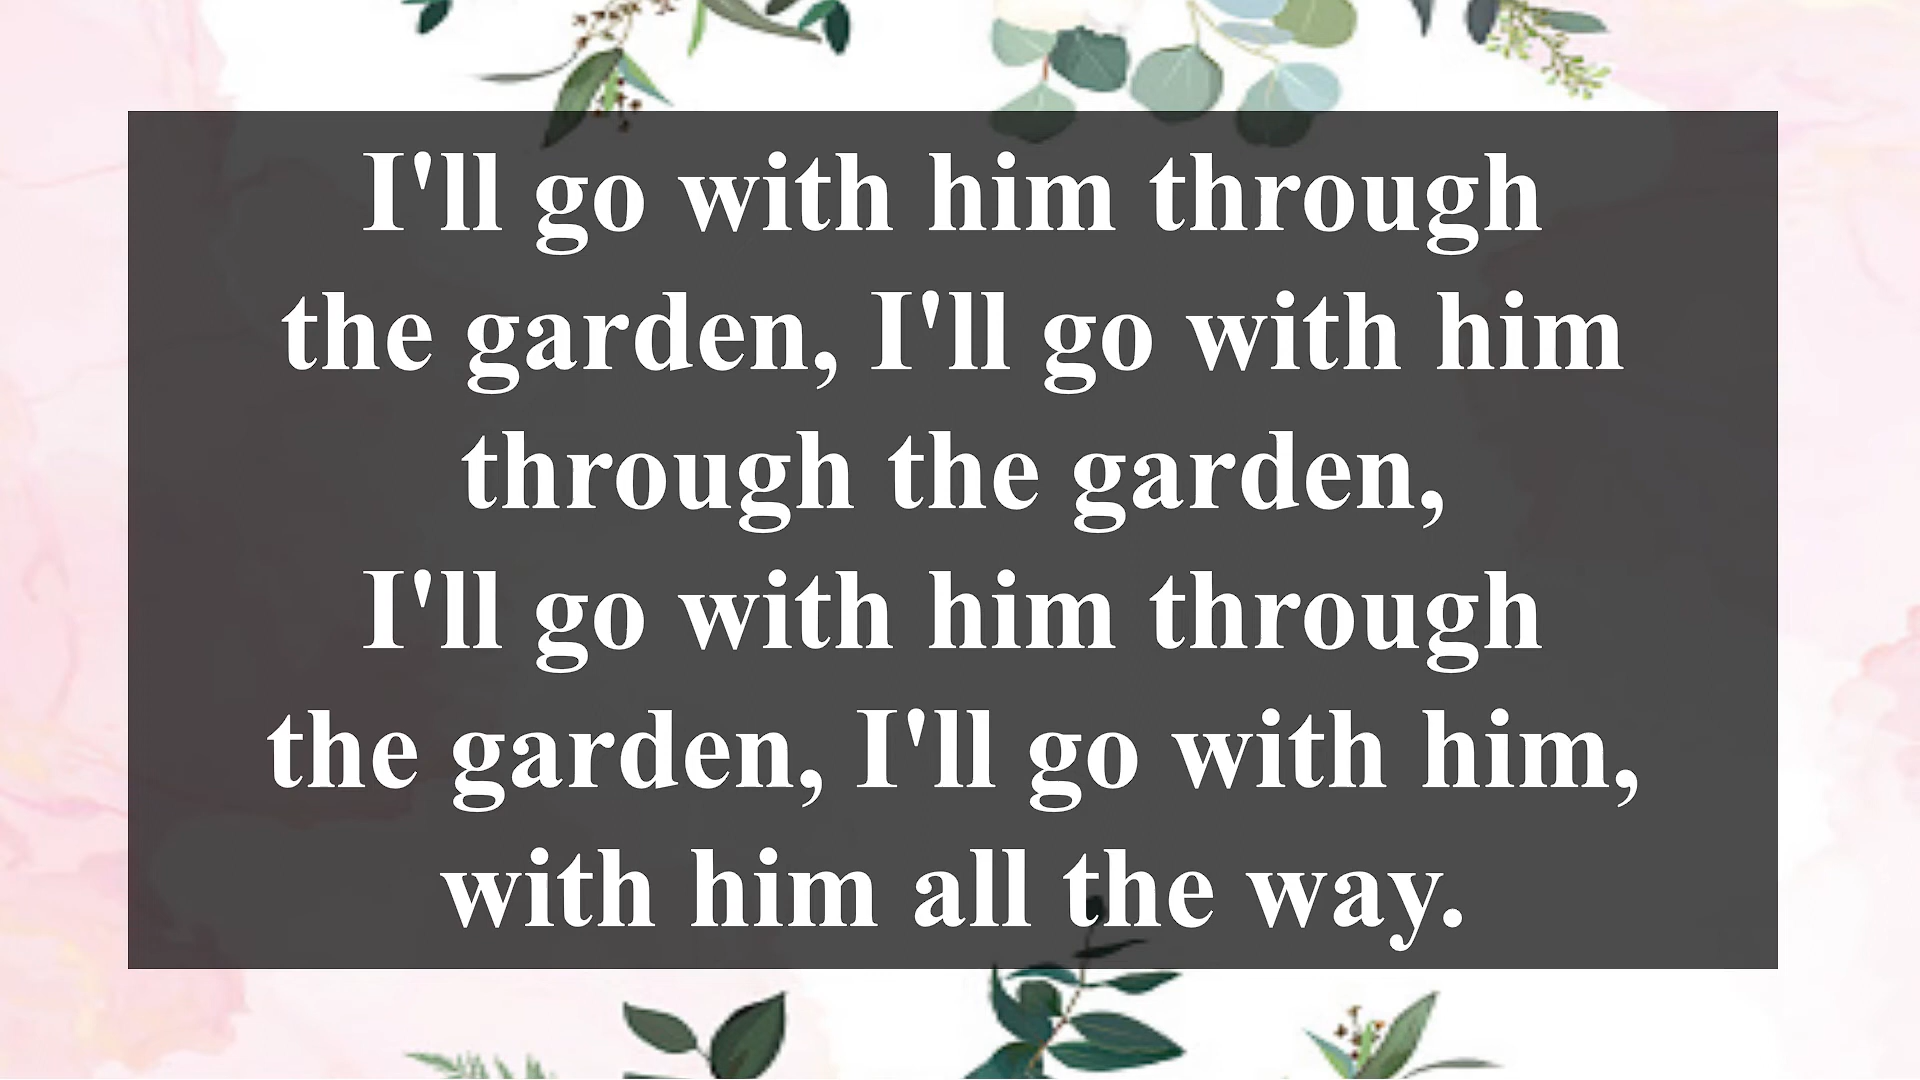 I'll go with him through
the garden, I'll go with him
through the garden,
I'll go with him through
the garden, I'll go with him,
with him all the way.